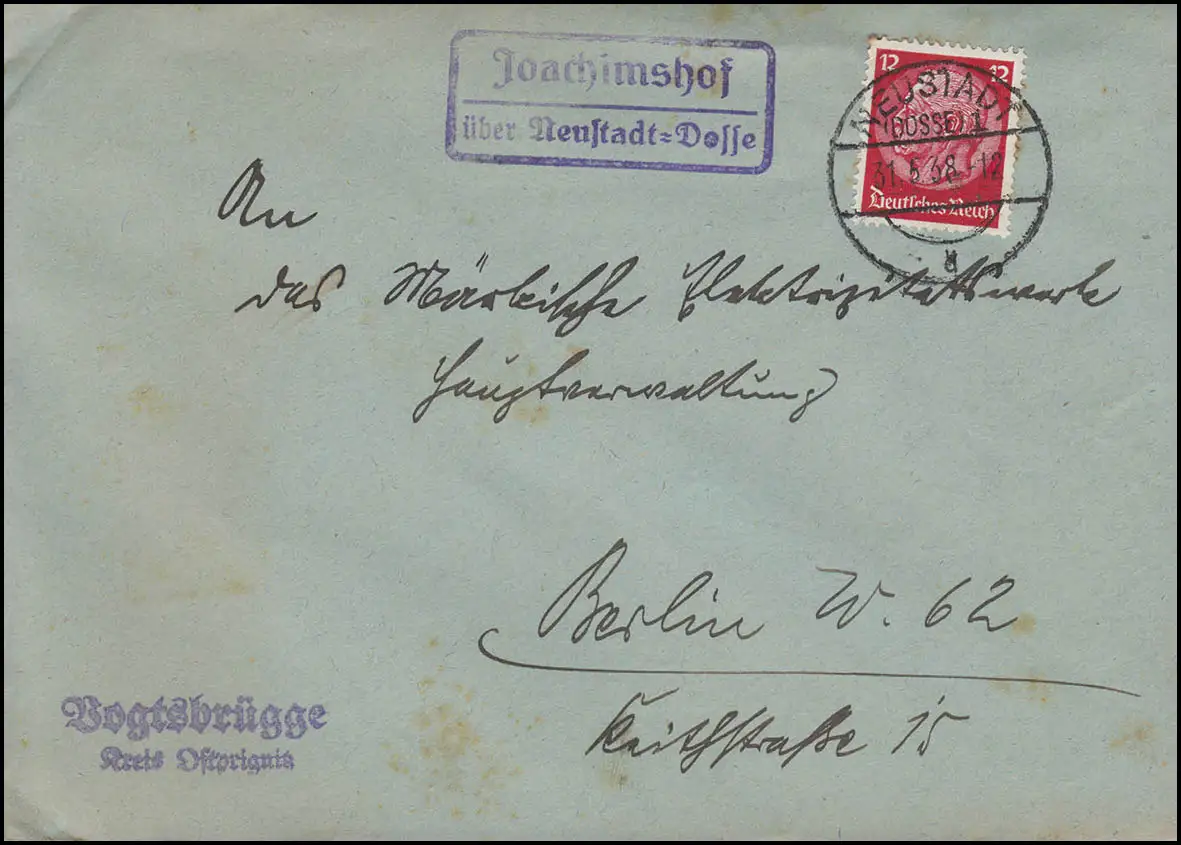 Joachimshof
über Neustadt-Dosse
12 12
Deutsches Reich
NEUSTADT
(DOSSE) 1
31.5.38.-12
a
An
das Märkische Elektrizitätswerk
Hauptverwaltung
Berlin W. 62
Keithstraße 15
Vogtsbrügge
Kreis Ostprignitz